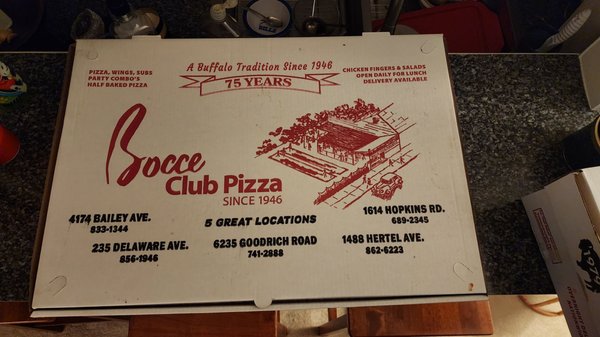 A Buffalo Tradition Since 1946
75 YEARS
PIZZA, WINGS, SUBS
PARTY COMBO'S
HALF BAKED PIZZA
CHICKEN FINGERS & SALADS
OPEN DAILY FOR LUNCH
DELIVERY AVAILABLE
Bocce
Club Pizza
SINCE 1946
4174 BAILEY AVE.
833-1344
5 GREAT LOCATIONS
1614 HOPKINS RD.
689-2345
235 DELAWARE AVE.
856-1946
6235 GOODRICH ROAD
741-2888
1488 HERTEL AVE.
862-6223